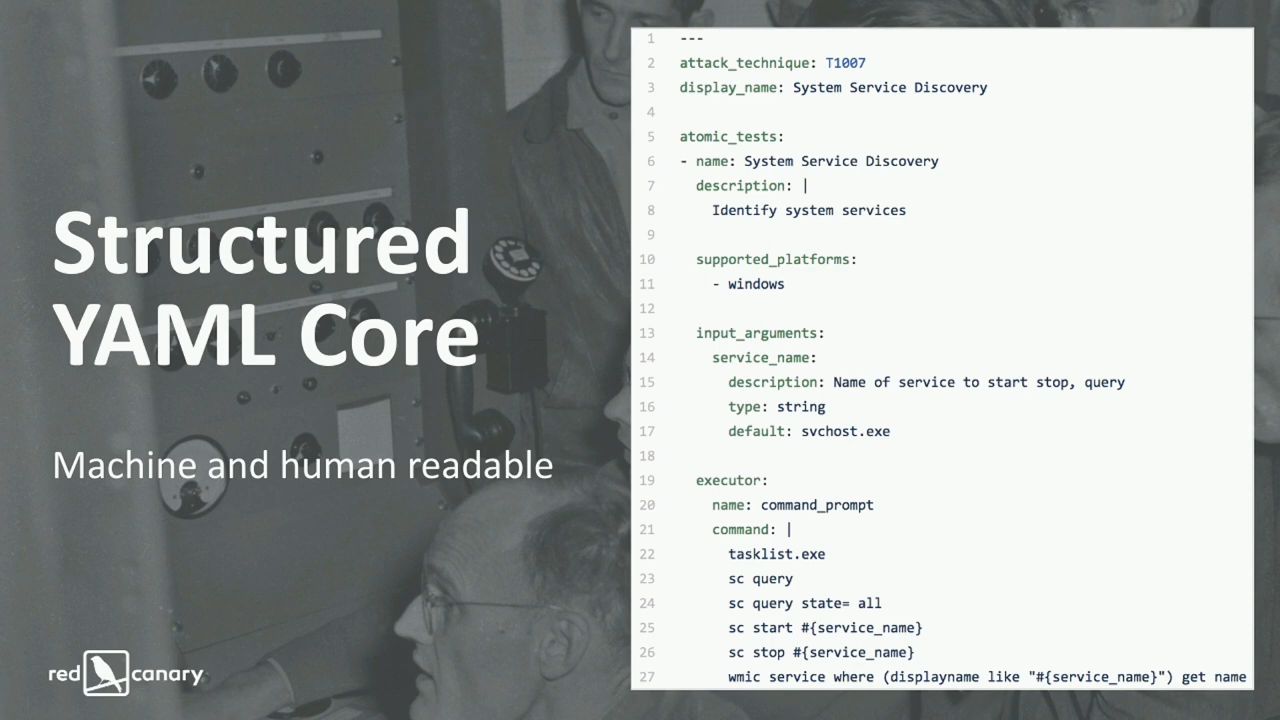 Structured
YAML Core
Machine and human readable
red canary
1 ---
2 attack_technique: T1007
3 display_name: System Service Discovery
4
5 atomic_tests:
6 - name: System Service Discovery
7   description: |
8     Identify system services
9
10   supported_platforms:
11     - windows
12
13   input_arguments:
14     service_name:
15       description: Name of service to start stop, query
16       type: string
17       default: svchost.exe
18
19   executor:
20     name: command_prompt
21     command: |
22       tasklist.exe
23       sc query
24       sc query state= all
25       sc start #{service_name}
26       sc stop #{service_name}
27       wmic service where (displayname like "#{service_name}") get name